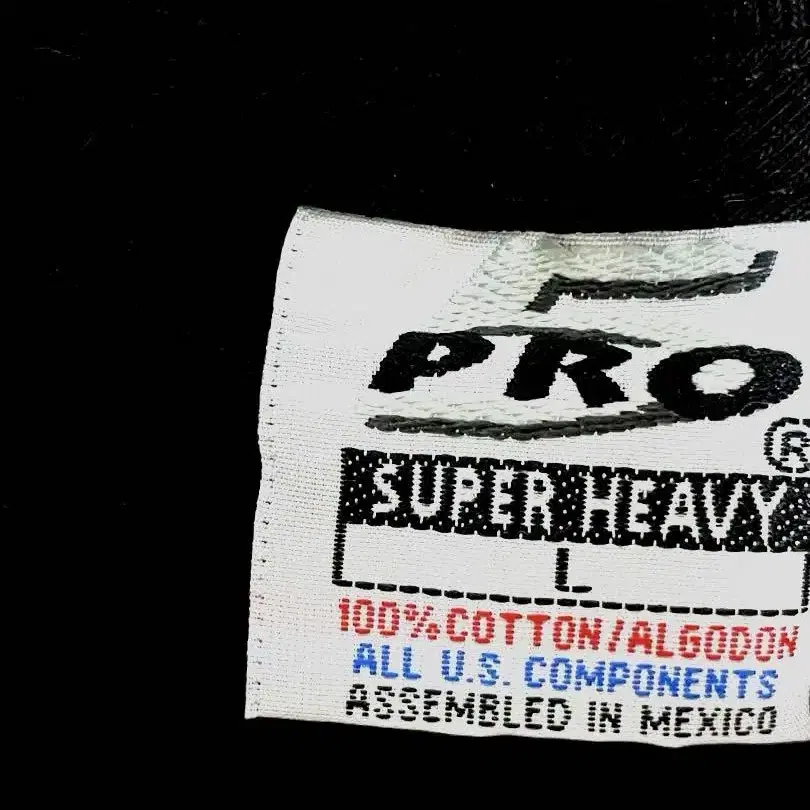 PRO®
SUPER HEAVY
L
100% COTTON/ALGODON
ALL U.S. COMPONENTS
ASSEMBLED IN MEXICO